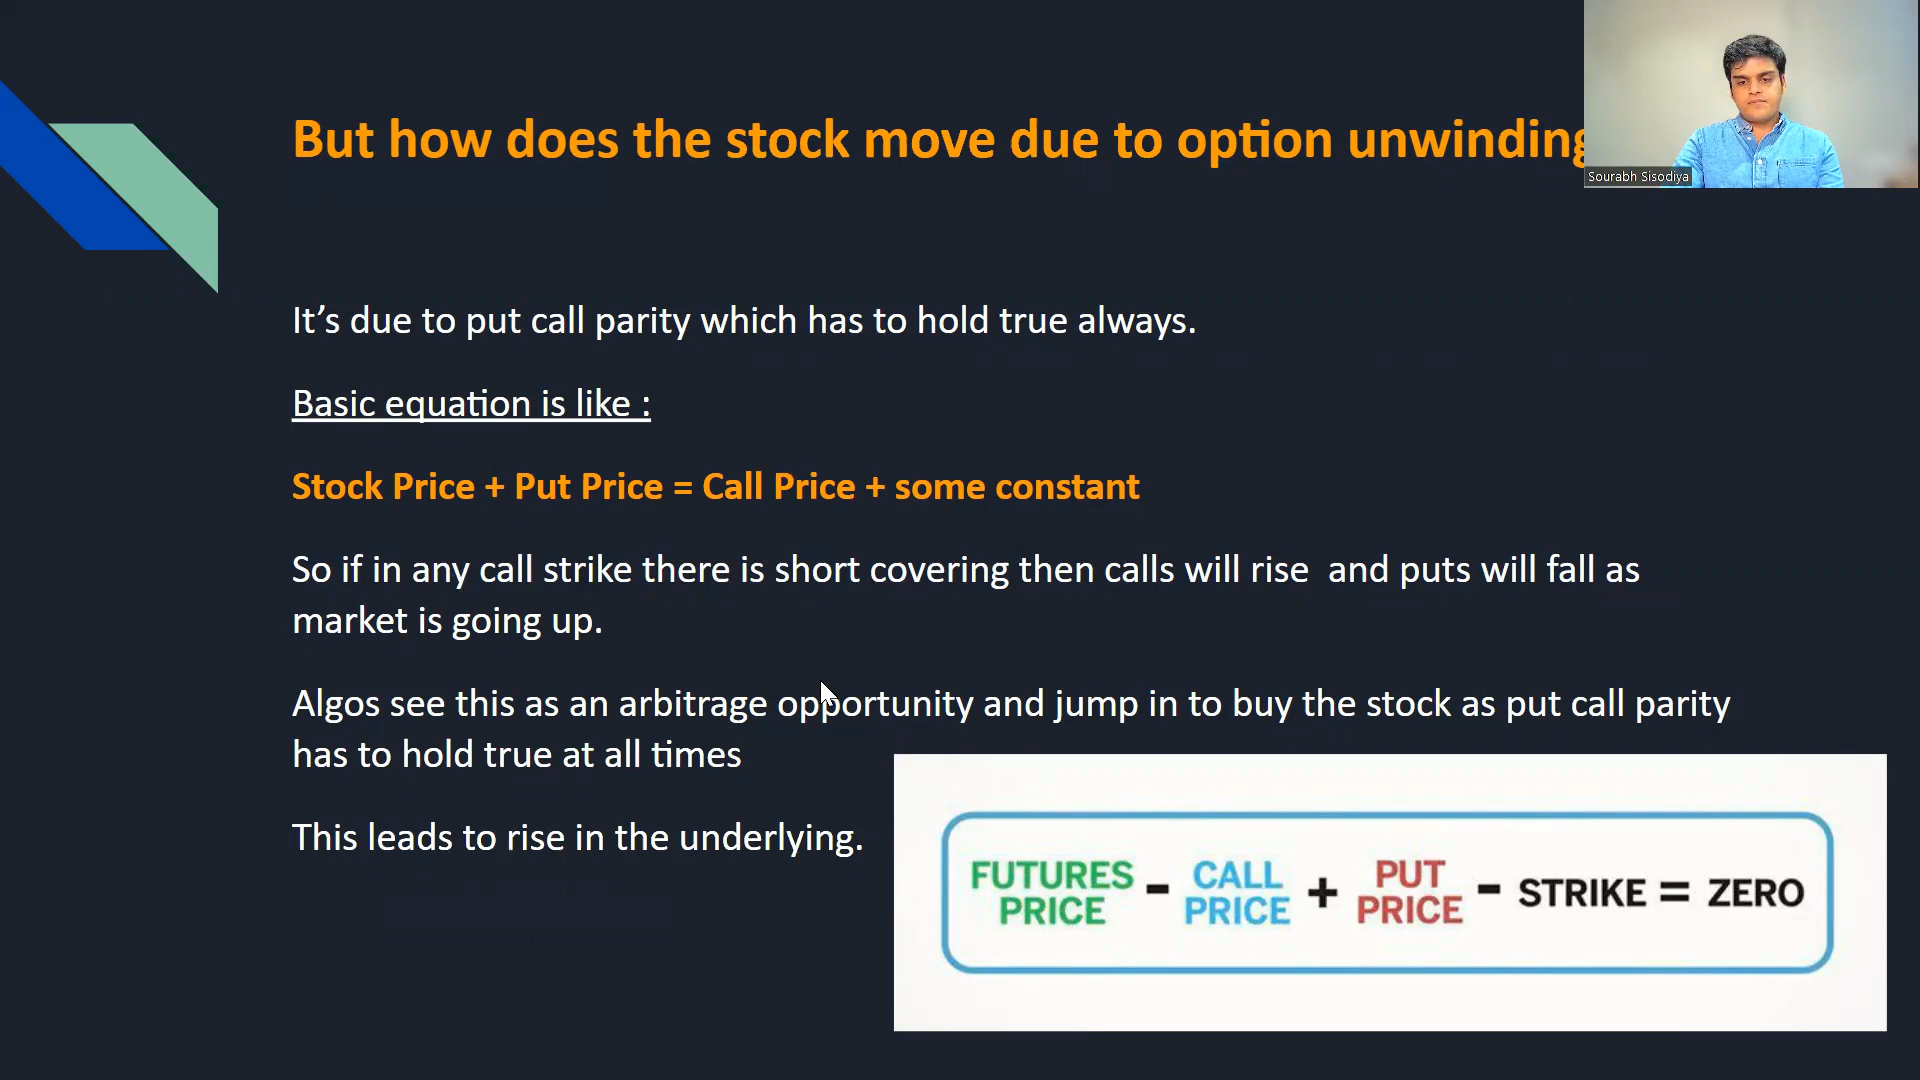 But how does the stock move due to option unwinding
Sourabh Sisodiya
It’s due to put call parity which has to hold true always.
Basic equation is like :
Stock Price + Put Price = Call Price + some constant
So if in any call strike there is short covering then calls will rise  and puts will fall as
market is going up.
Algos see this as an arbitrage opportunity and jump in to buy the stock as put call parity
has to hold true at all times
This leads to rise in the underlying.
FUTURES PRICE - CALL PRICE + PUT PRICE - STRIKE = ZERO